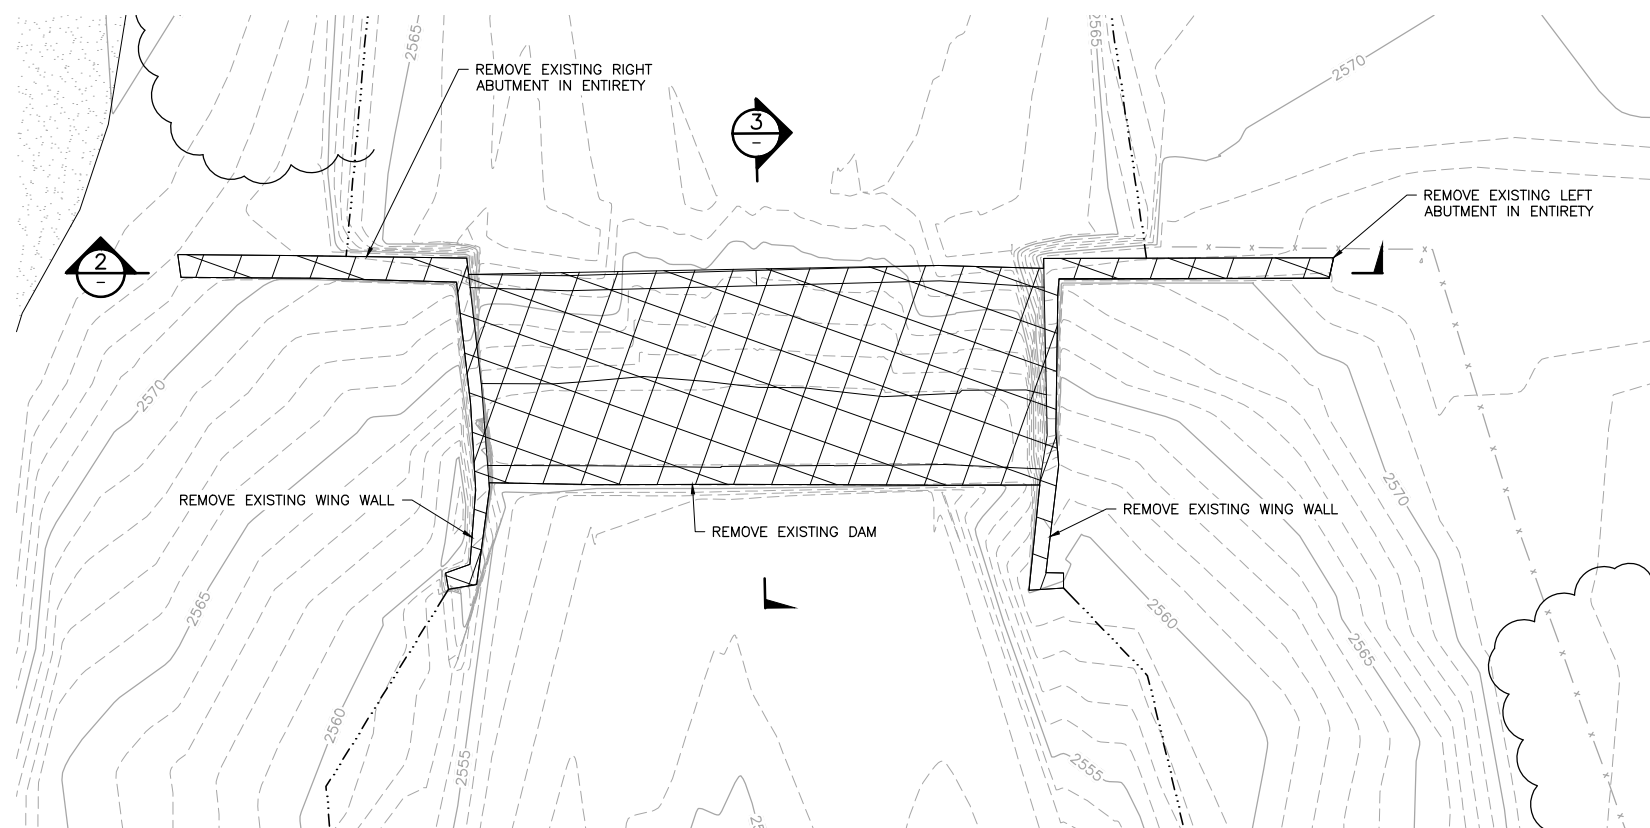 2565
2565
2570
REMOVE EXISTING RIGHT
ABUTMENT IN ENTIRETY
3
-
REMOVE EXISTING LEFT
ABUTMENT IN ENTIRETY
2
-
2570
2570
REMOVE EXISTING WING WALL
REMOVE EXISTING DAM
REMOVE EXISTING WING WALL
2565
2560
2565
2560
2555
2555